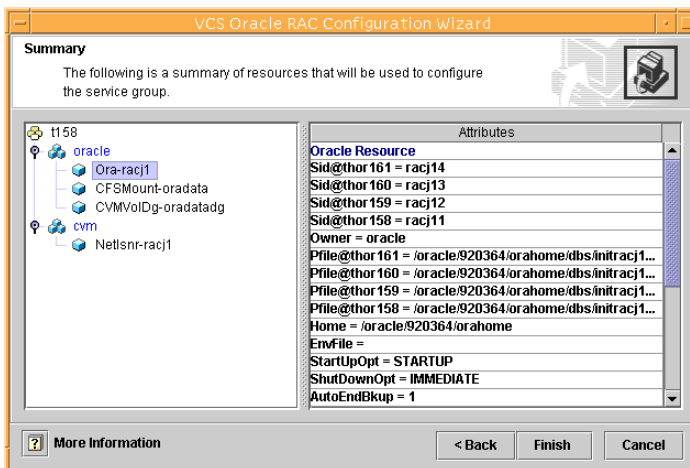 VCS Oracle RAC Configuration Wizard
Summary
The following is a summary of resources that will be used to configure
the service group.
t158
oracle
Ora-racj1
CFSMount-oradata
CVMVolDg-oradatadg
cvm
Netlsnr-racj1
Attributes
Oracle Resource
Sid@thor161 = racj14
Sid@thor160 = racj13
Sid@thor159 = racj12
Sid@thor158 = racj11
Owner = oracle
Pfile@thor161 = /oracle/920364/orahome/dbs/initracj1...
Pfile@thor160 = /oracle/920364/orahome/dbs/initracj1...
Pfile@thor159 = /oracle/920364/orahome/dbs/initracj1...
Pfile@thor158 = /oracle/920364/orahome/dbs/initracj1...
Home = /oracle/920364/orahome
EnvFile =
StartUpOpt = STARTUP
ShutDownOpt = IMMEDIATE
AutoEndBkup = 1
? More Information
< Back Finish Cancel